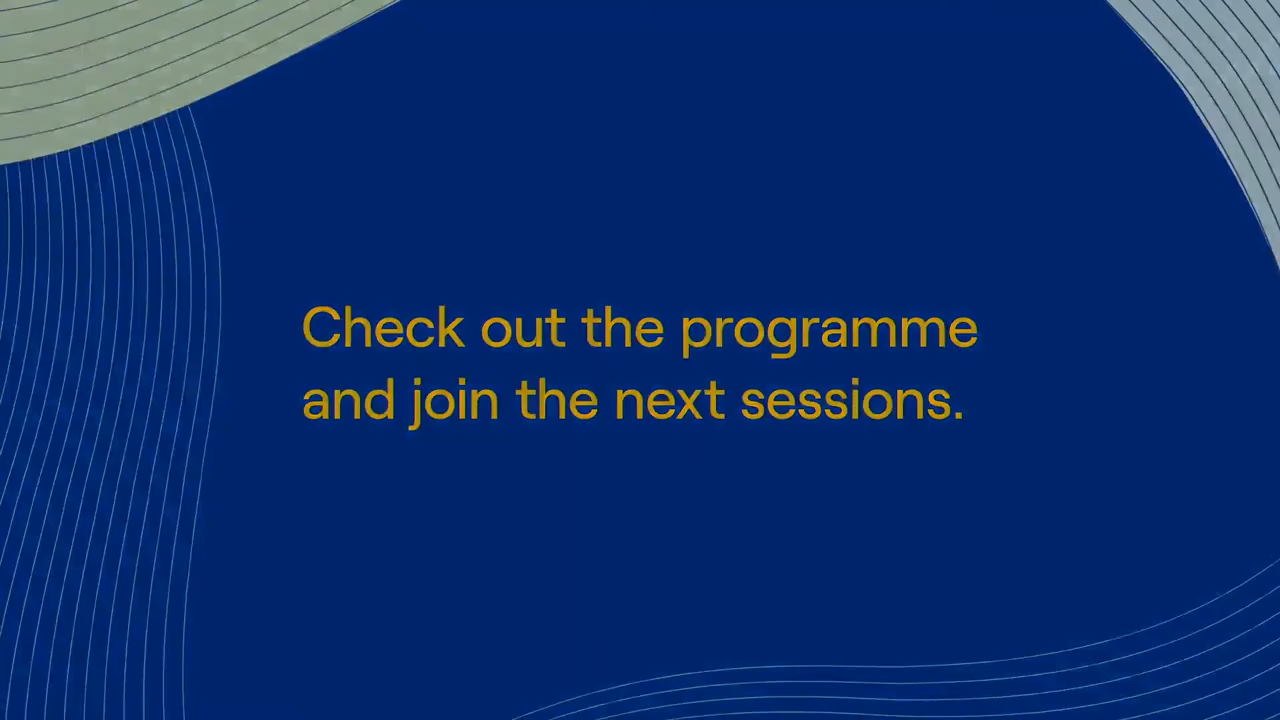 Check out the programme
and join the next sessions.